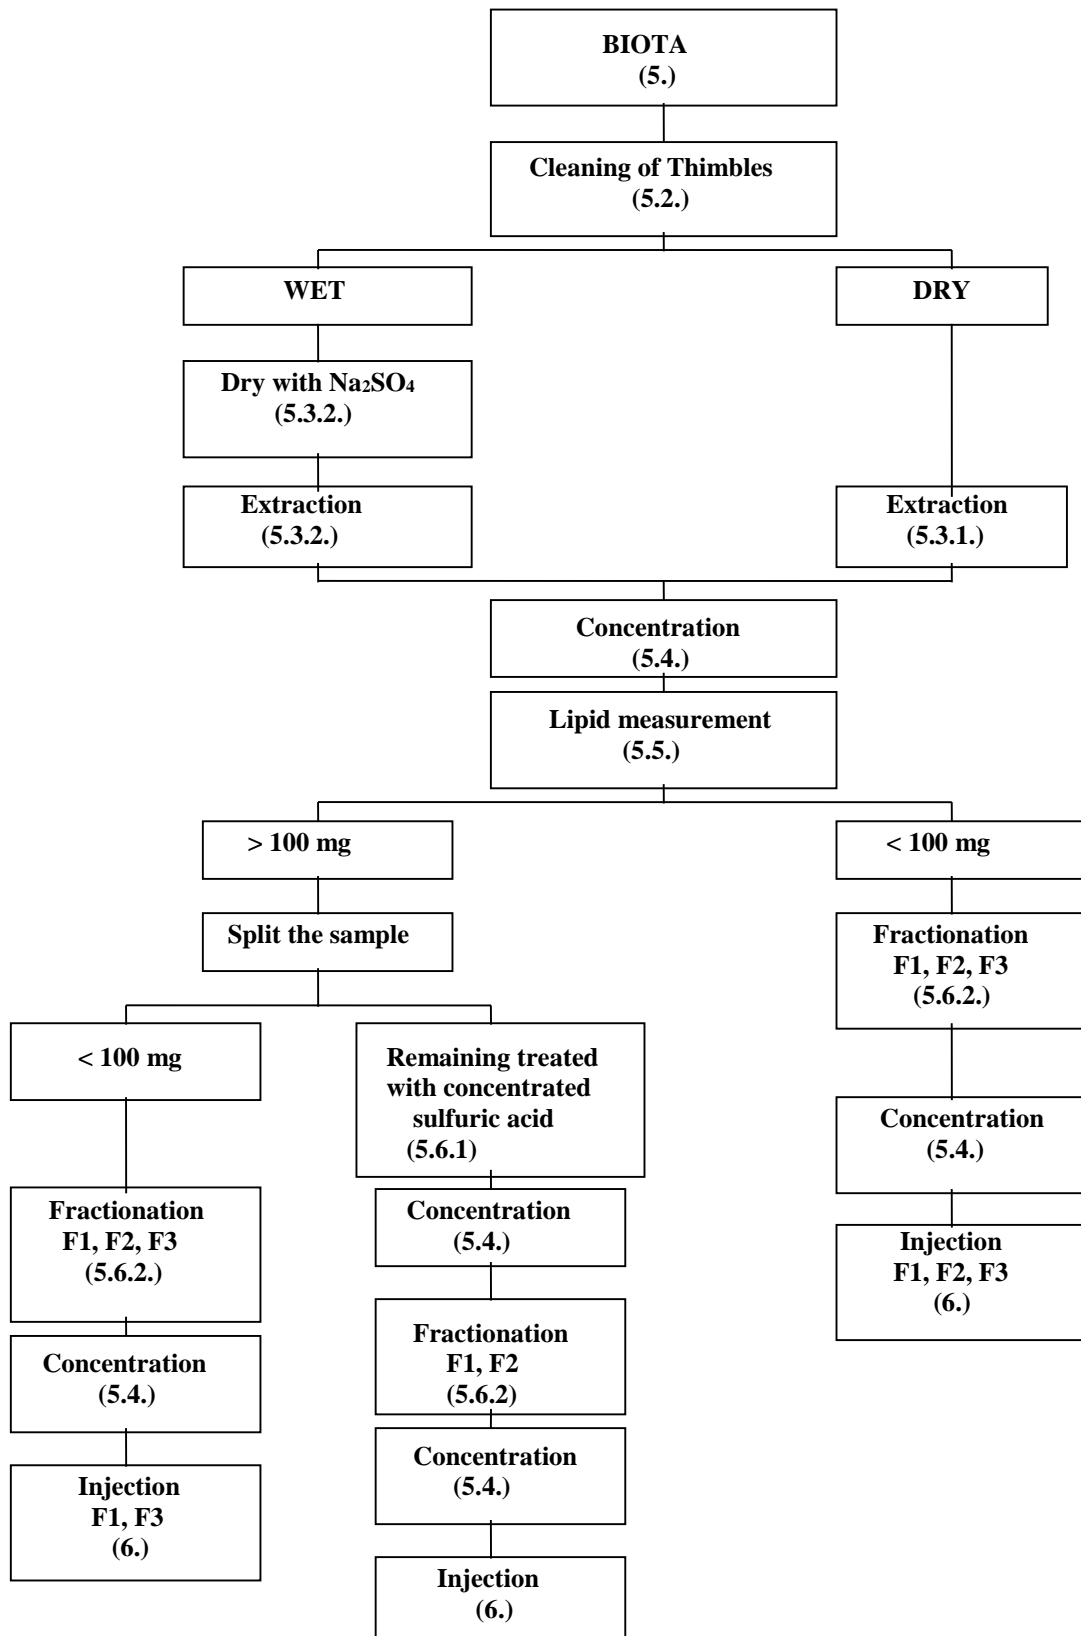 BIOTA
(5.)
Cleaning of Thimbles
(5.2.)
WET
DRY
Dry with Na₂SO₄
(5.3.2.)
Extraction
(5.3.2.)
Extraction
(5.3.1.)
Concentration
(5.4.)
Lipid measurement
(5.5.)
> 100 mg
< 100 mg
Split the sample
Fractionation
F1, F2, F3
(5.6.2.)
< 100 mg
Remaining treated
with concentrated
sulfuric acid
(5.6.1)
Concentration
(5.4.)
Fractionation
F1, F2, F3
(5.6.2.)
Concentration
(5.4.)
Injection
F1, F2, F3
(6.)
Fractionation
F1, F2
(5.6.2)
Concentration
(5.4.)
Concentration
(5.4.)
Injection
F1, F3
(6.)
Injection
(6.)